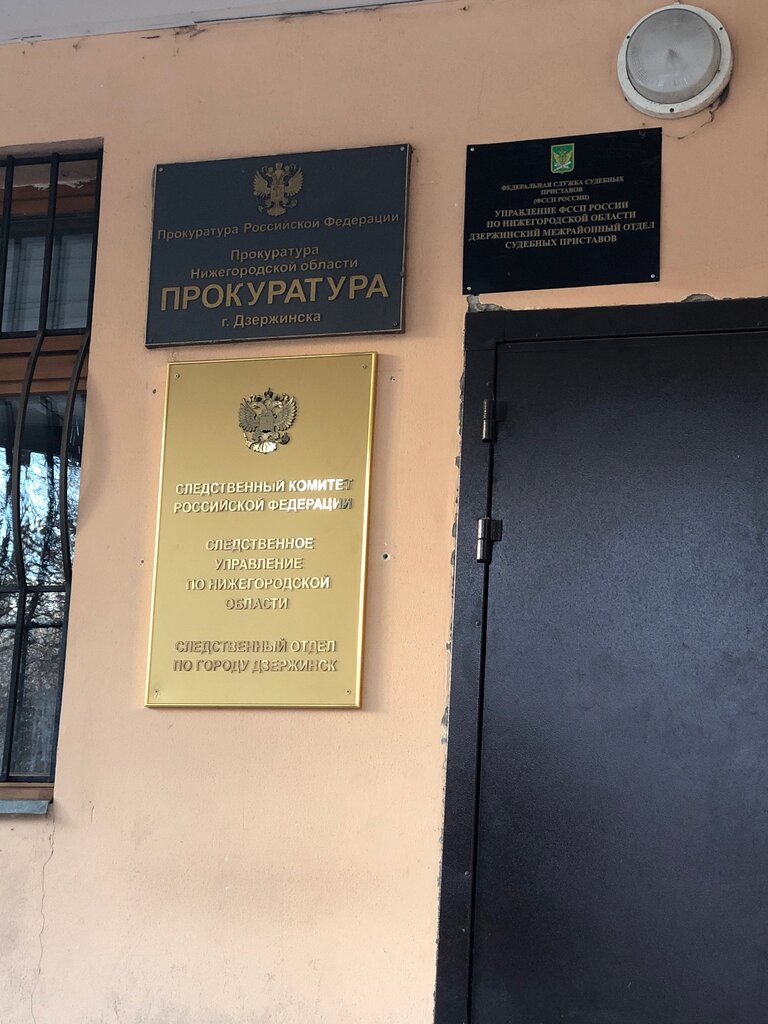 Прокуратура Российской Федерации
Прокуратура
Нижегородской области
ПРОКУРАТУРА
г. Дзержинска
ФЕДЕРАЛЬНАЯ СЛУЖБА СУДЕБНЫХ
ПРИСТАВОВ
(ФССП РОССИИ)
УПРАВЛЕНИЕ ФССП РОССИИ
ПО НИЖЕГОРОДСКОЙ ОБЛАСТИ
ДЗЕРЖИНСКИЙ МЕЖРАЙОННЫЙ ОТДЕЛ
СУДЕБНЫХ ПРИСТАВОВ
СЛЕДСТВЕННЫЙ КОМИТЕТ
РОССИЙСКОЙ ФЕДЕРАЦИИ
СЛЕДСТВЕННОЕ
УПРАВЛЕНИЕ
ПО НИЖЕГОРОДСКОЙ
ОБЛАСТИ
СЛЕДСТВЕННЫЙ ОТДЕЛ
ПО ГОРОДУ ДЗЕРЖИНСК